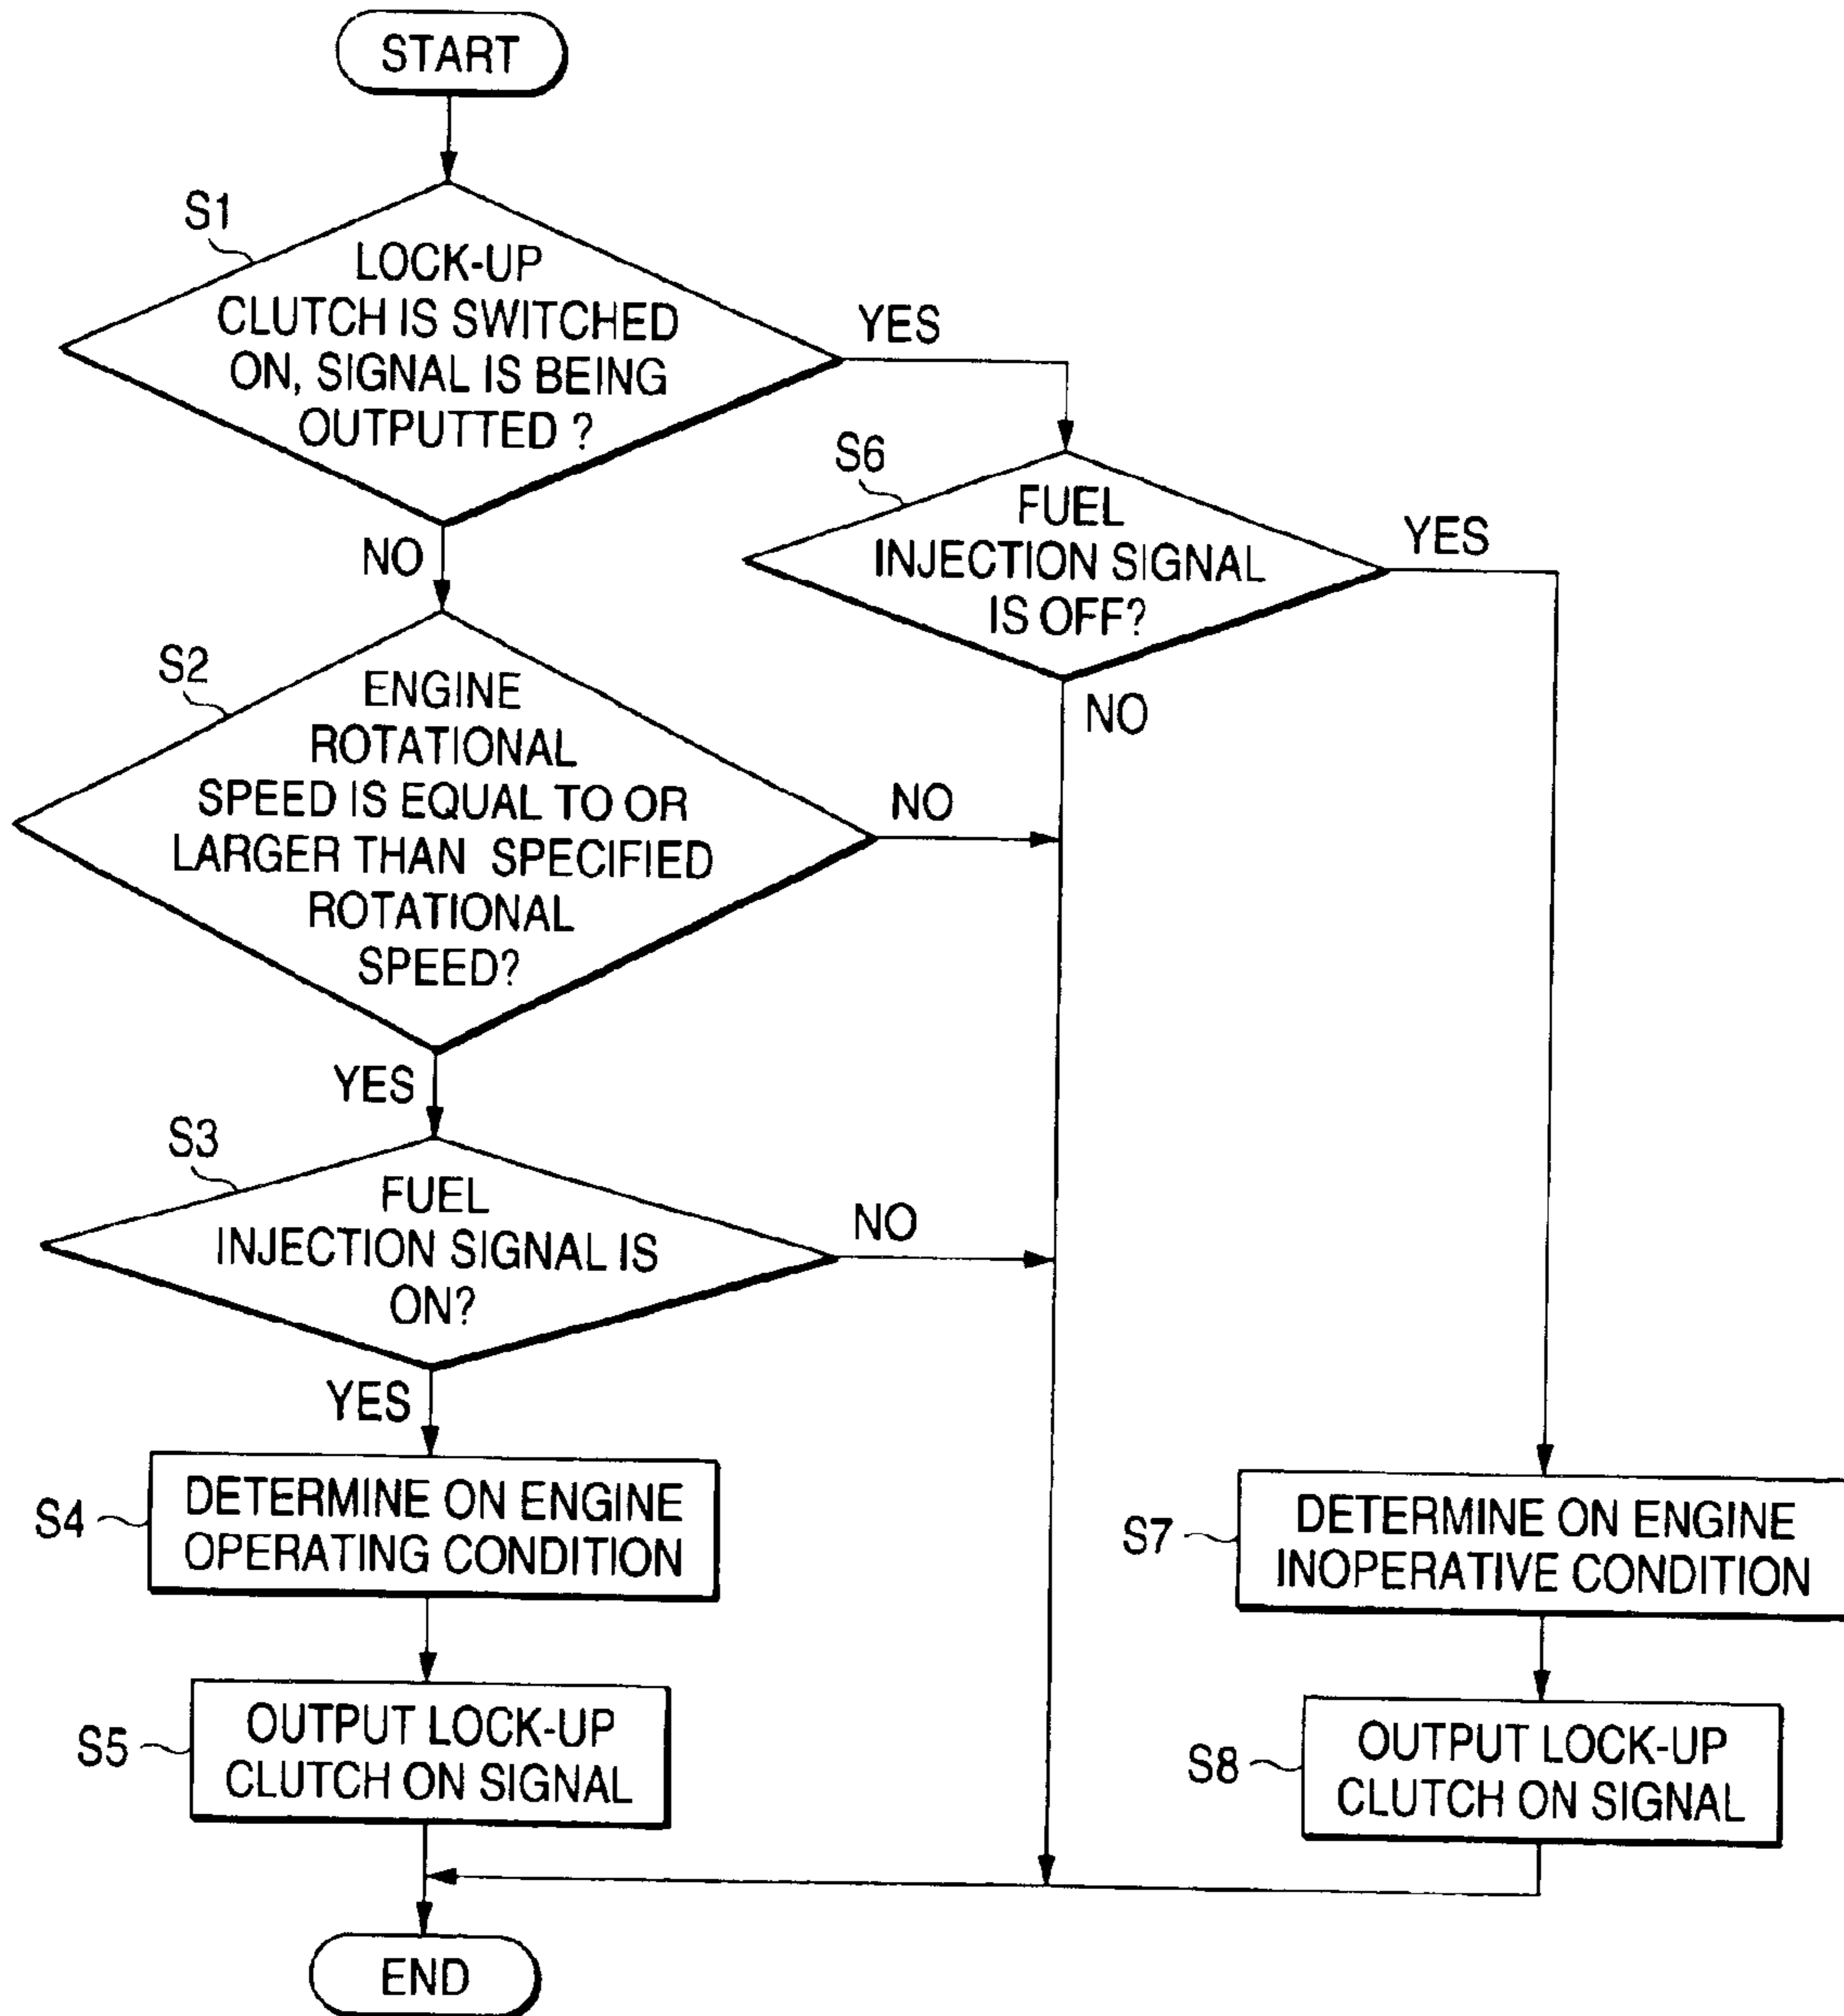 START
S1
LOCK-UP
CLUTCH IS SWITCHED
ON, SIGNAL IS BEING
OUTPUTTED ?
YES
NO
S6
FUEL
INJECTION SIGNAL
IS OFF?
YES
NO
S2
ENGINE
ROTATIONAL
SPEED IS EQUAL TO OR
LARGER THAN SPECIFIED
ROTATIONAL
SPEED?
NO
YES
S3
FUEL
INJECTION SIGNAL IS
ON?
NO
YES
S4
DETERMINE ON ENGINE
OPERATING CONDITION
S7
DETERMINE ON ENGINE
INOPERATIVE CONDITION
S5
OUTPUT LOCK-UP
CLUTCH ON SIGNAL
S8
OUTPUT LOCK-UP
CLUTCH ON SIGNAL
END